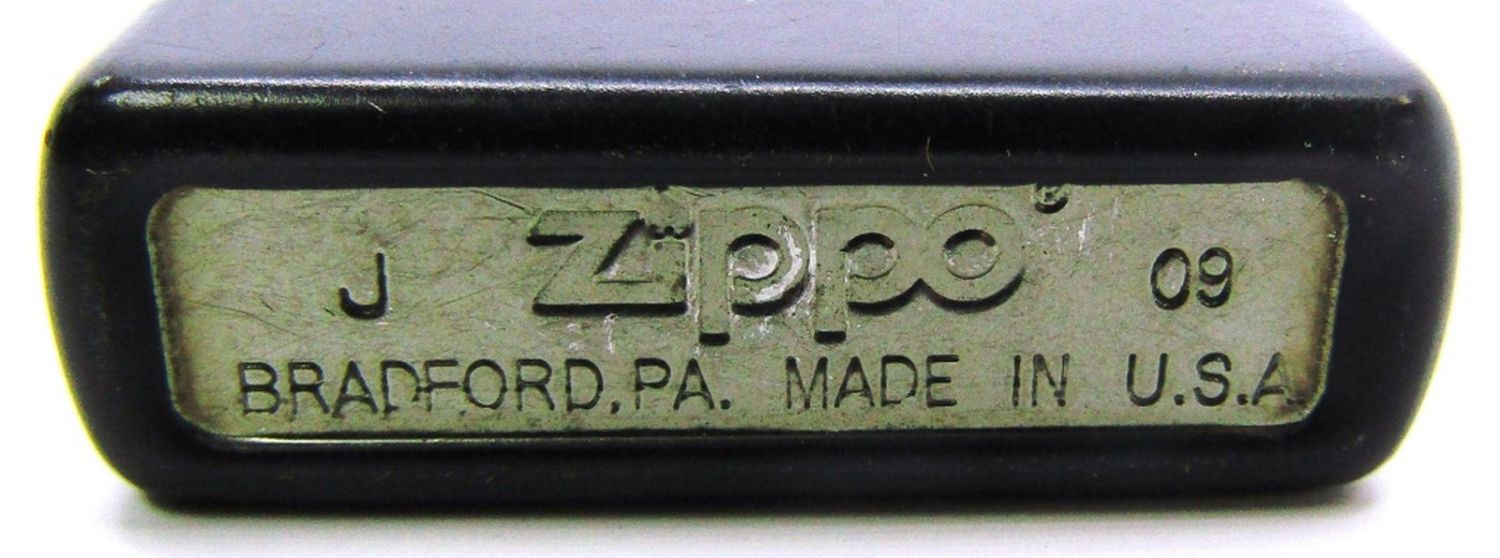 J Zippo® 09
BRADFORD, PA. MADE IN U.S.A.